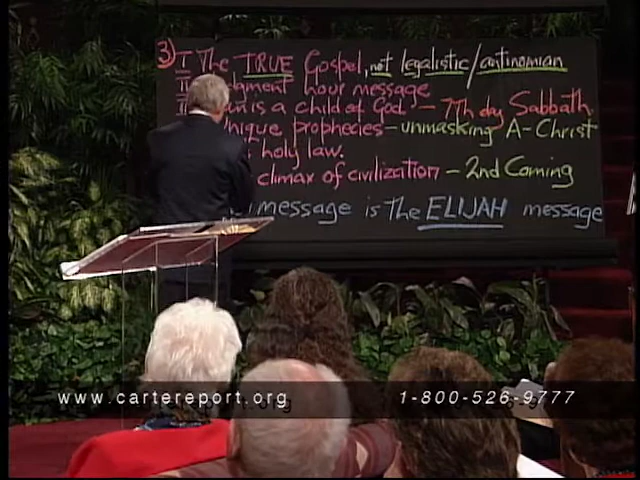 3) I The TRUE Gospel, not legalistic/antinomian
II hour message
is a child of God - 7th day Sabbath.
prophecies - unmasking A-Christ
holy law.
climax of civilization - 2nd Coming
message is The ELIJAH message
www.cartereport.org 1-800-526-9777